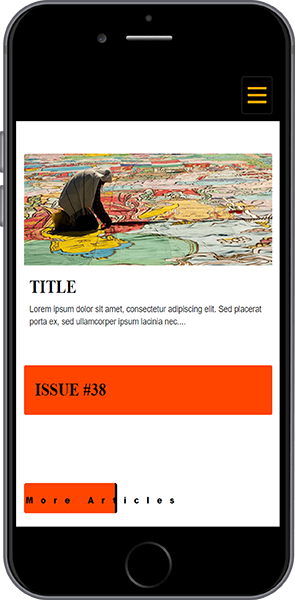 TITLE
Lorem ipsum dolor sit amet, consectetur adipiscing elit. Sed placerat
porta ex, sed ullamcorper ipsum lacinia nec....
ISSUE #38
More Articles